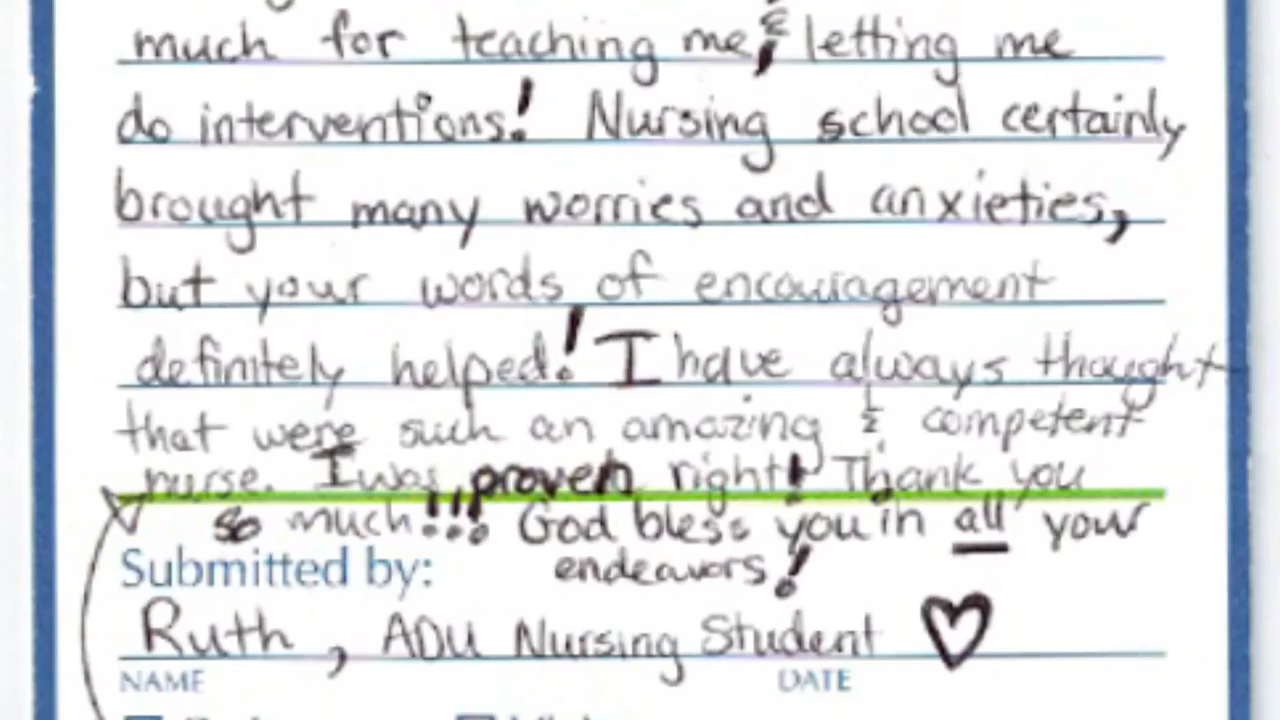 much for teaching me, & letting me
do interventions! Nursing school certainly
brought many worries and anxieties,
but your words of encouragement
definitely helped! I have always thought
that were such an amazing & competent
nurse. I was proven right! Thank you
so much!!! God bless you in all your
endeavors!
Submitted by:
Ruth, ADU Nursing Student ♡
NAME DATE